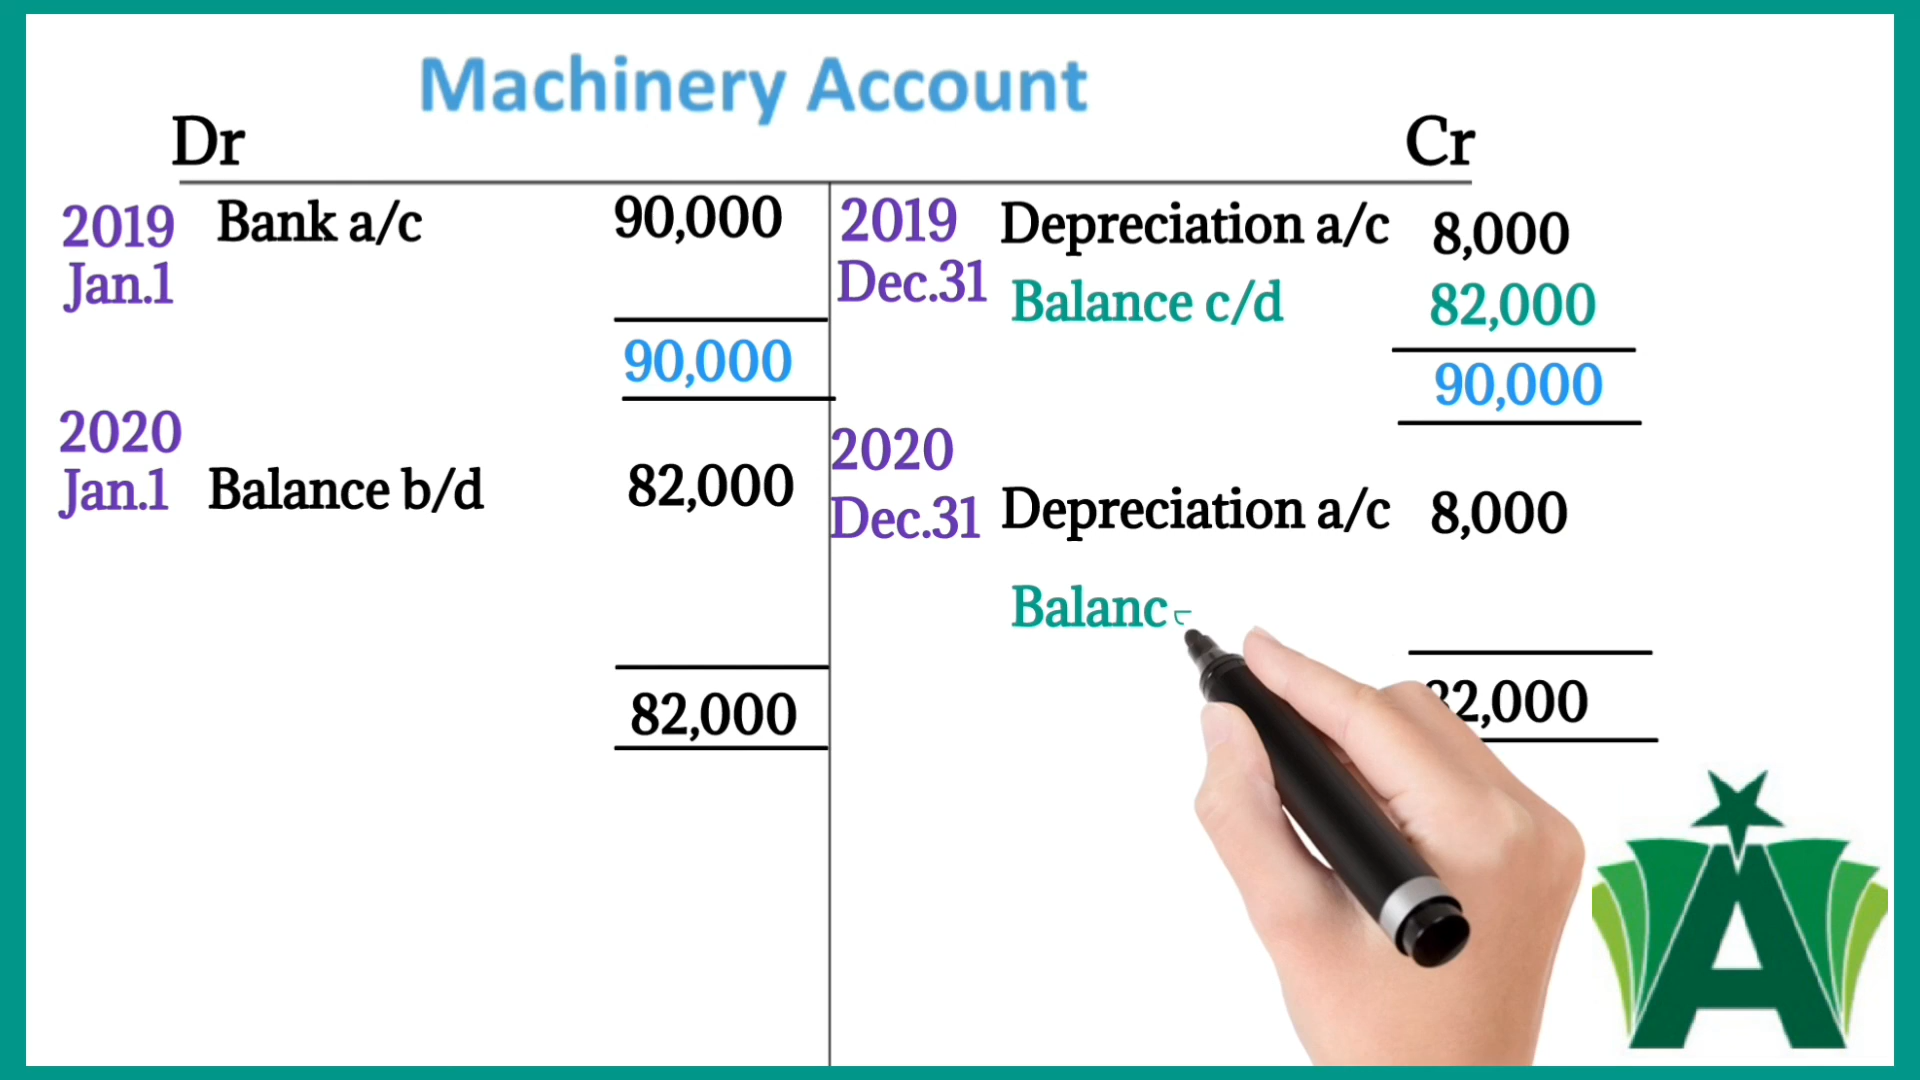 Machinery Account
Dr
Cr
2019 Bank a/c 90,000
Jan.1
90,000
2020
Jan.1 Balance b/d 82,000
82,000
2019 Depreciation a/c 8,000
Dec.31 Balance c/d 82,000
90,000
2020
Dec.31 Depreciation a/c 8,000
Balanc
2,000
A